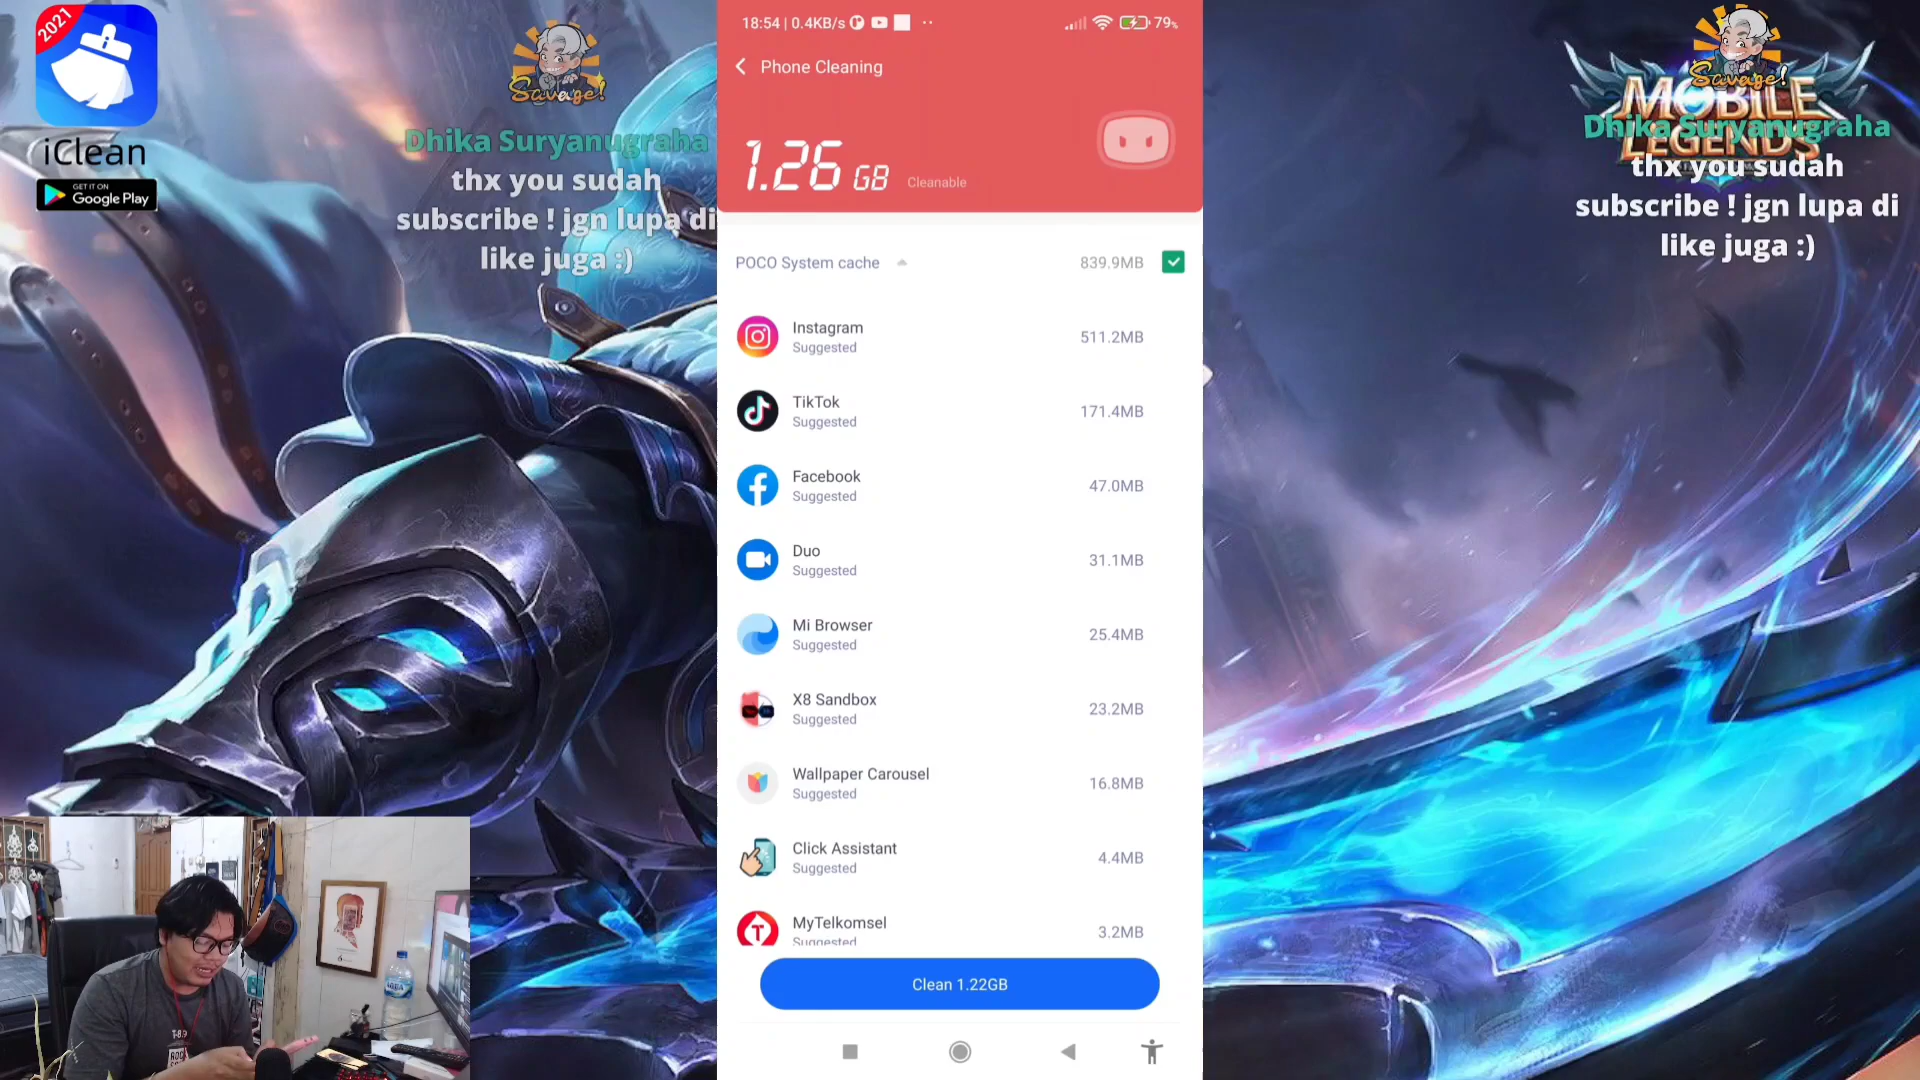 2021
iClean
GET IT ON
Google Play
Savage!
Dhika Suryanugraha
thx you sudah
subscribe ! jgn lupa di
like juga :)
18:54 | 0.4KB/s
79%
Phone Cleaning
1.26 GB Cleanable
POCO System cache 839.9MB
Instagram
Suggested
511.2MB
TikTok
Suggested
171.4MB
Facebook
Suggested
47.0MB
Duo
Suggested
31.1MB
Mi Browser
Suggested
25.4MB
X8 Sandbox
Suggested
23.2MB
Wallpaper Carousel
Suggested
16.8MB
Click Assistant
Suggested
4.4MB
MyTelkomsel
Suggested
3.2MB
Clean 1.22GB
Savage!
MOBILE
LEGENDS
Dhika Suryanugraha
thx you sudah
subscribe ! jgn lupa di
like juga :)